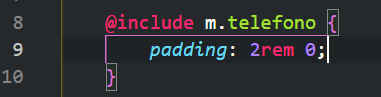 8 @include m.telefono {
9 padding: 2rem 0;
10 }